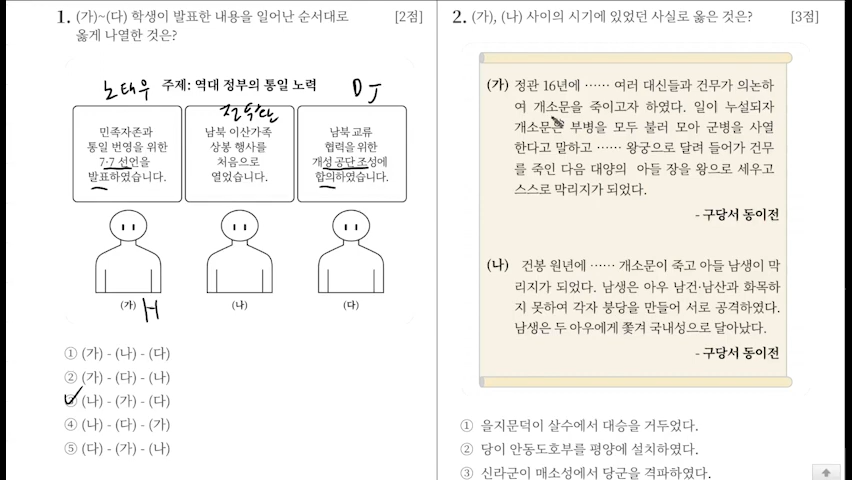 1. (가)~(다) 학생이 발표한 내용을 일어난 순서대로 [2점]
옳게 나열한 것은?
노태우 주제: 역대 정부의 통일 노력 DJ
전두환
민족자존과
통일 번영을 위한
7·7 선언을
발표하였습니다.
남북 이산가족
상봉 행사를
처음으로
열었습니다.
남북 교류
협력을 위한
개성 공단 조성에
합의하였습니다.
(가) H
(나)
(다)
① (가) - (나) - (다)
② (가) - (다) - (나)
③ (나) - (가) - (다)
④ (나) - (다) - (가)
⑤ (다) - (가) - (나)
2. (가), (나) 사이의 시기에 있었던 사실로 옳은 것은? [3점]
(가) 정관 16년에 …… 여러 대신들과 건무가 의논하
여 개소문을 죽이고자 하였다. 일이 누설되자
개소문은 부병을 모두 불러 모아 군병을 사열
한다고 말하고 …… 왕궁으로 달려 들어가 건무
를 죽인 다음 대양의 아들 장을 왕으로 세우고
스스로 막리지가 되었다.
- 구당서 동이전
(나) 건봉 원년에 …… 개소문이 죽고 아들 남생이 막
리지가 되었다. 남생은 아우 남건·남산과 화목하
지 못하여 각자 붕당을 만들어 서로 공격하였다.
남생은 두 아우에게 쫓겨 국내성으로 달아났다.
- 구당서 동이전
① 을지문덕이 살수에서 대승을 거두었다.
② 당이 안동도호부를 평양에 설치하였다.
③ 신라군이 매소성에서 당군을 격파하였다.